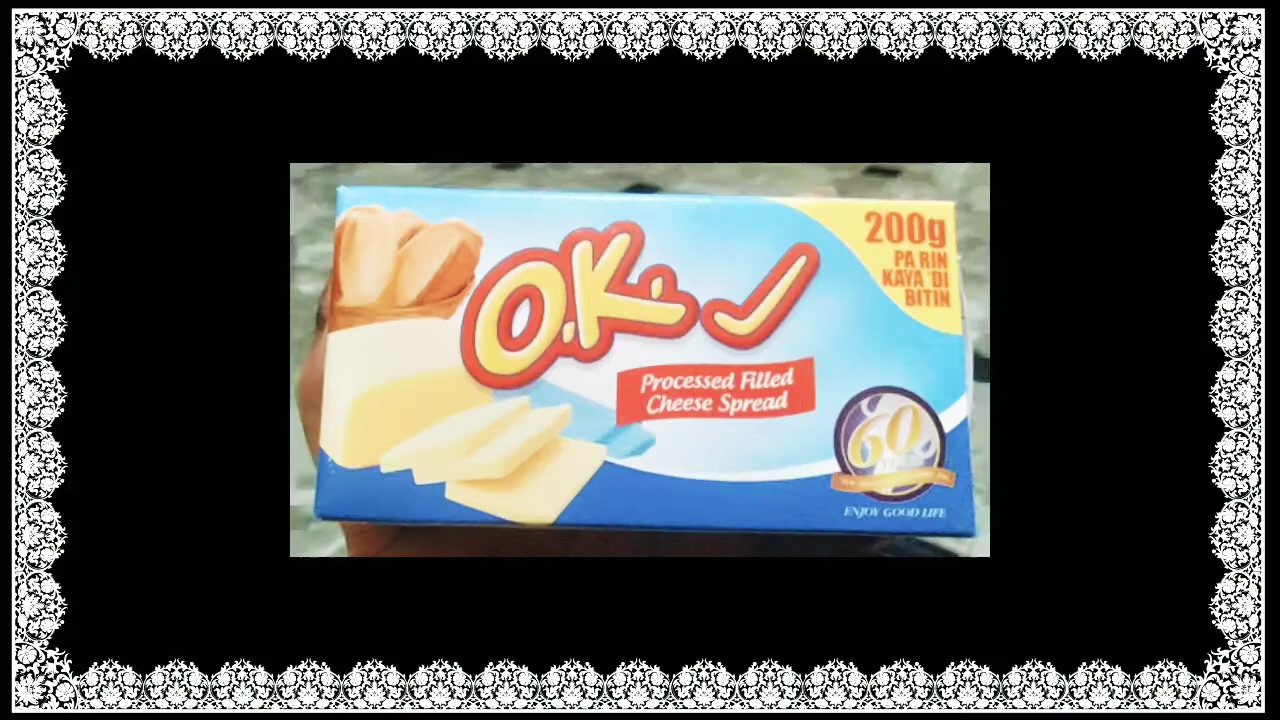 200g
PA RIN
KAYA 'DI
BITIN
O.K.
Processed Filled
Cheese Spread
60
ENJOY GOOD LIFE